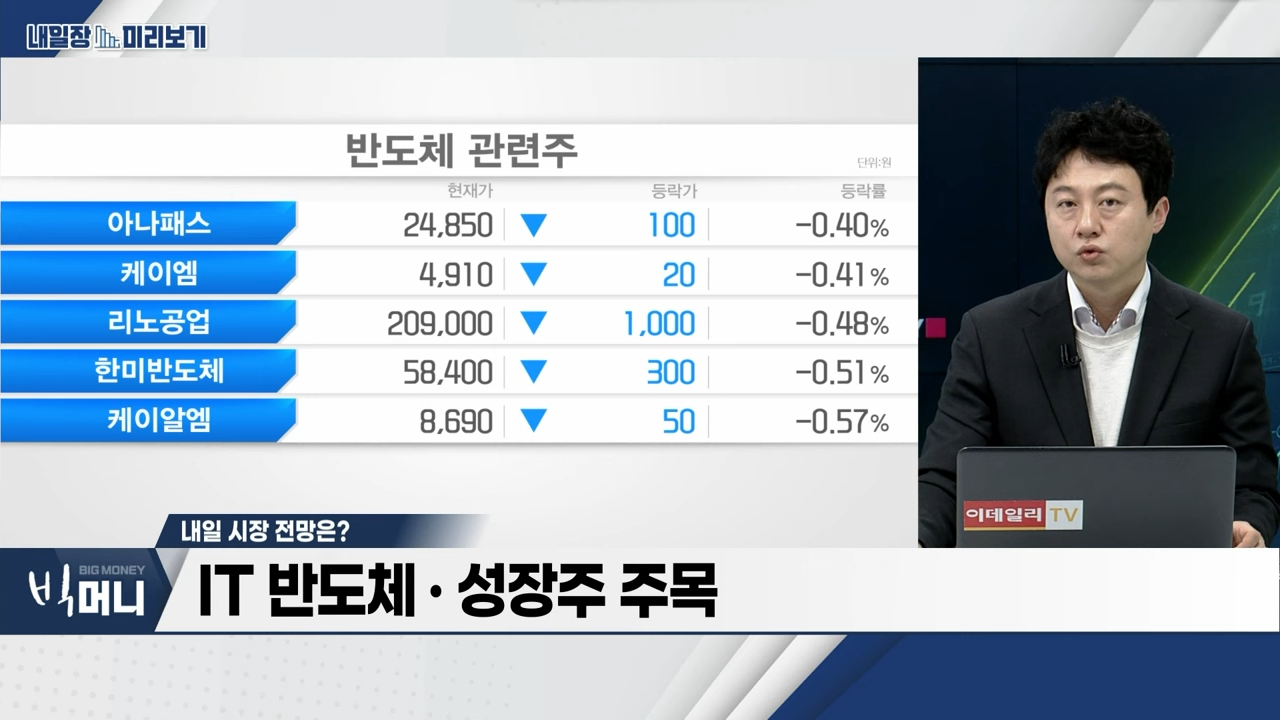 내일장 미리보기
반도체 관련주
단위:원
현재가 등락가 등락률
아나패스 24,850 ▼ 100 -0.40%
케이엠 4,910 ▼ 20 -0.41%
리노공업 209,000 ▼ 1,000 -0.48%
한미반도체 58,400 ▼ 300 -0.51%
케이알엠 8,690 ▼ 50 -0.57%
이데일리 TV
내일 시장 전망은?
BIG MONEY
빅머니
IT 반도체·성장주 주목